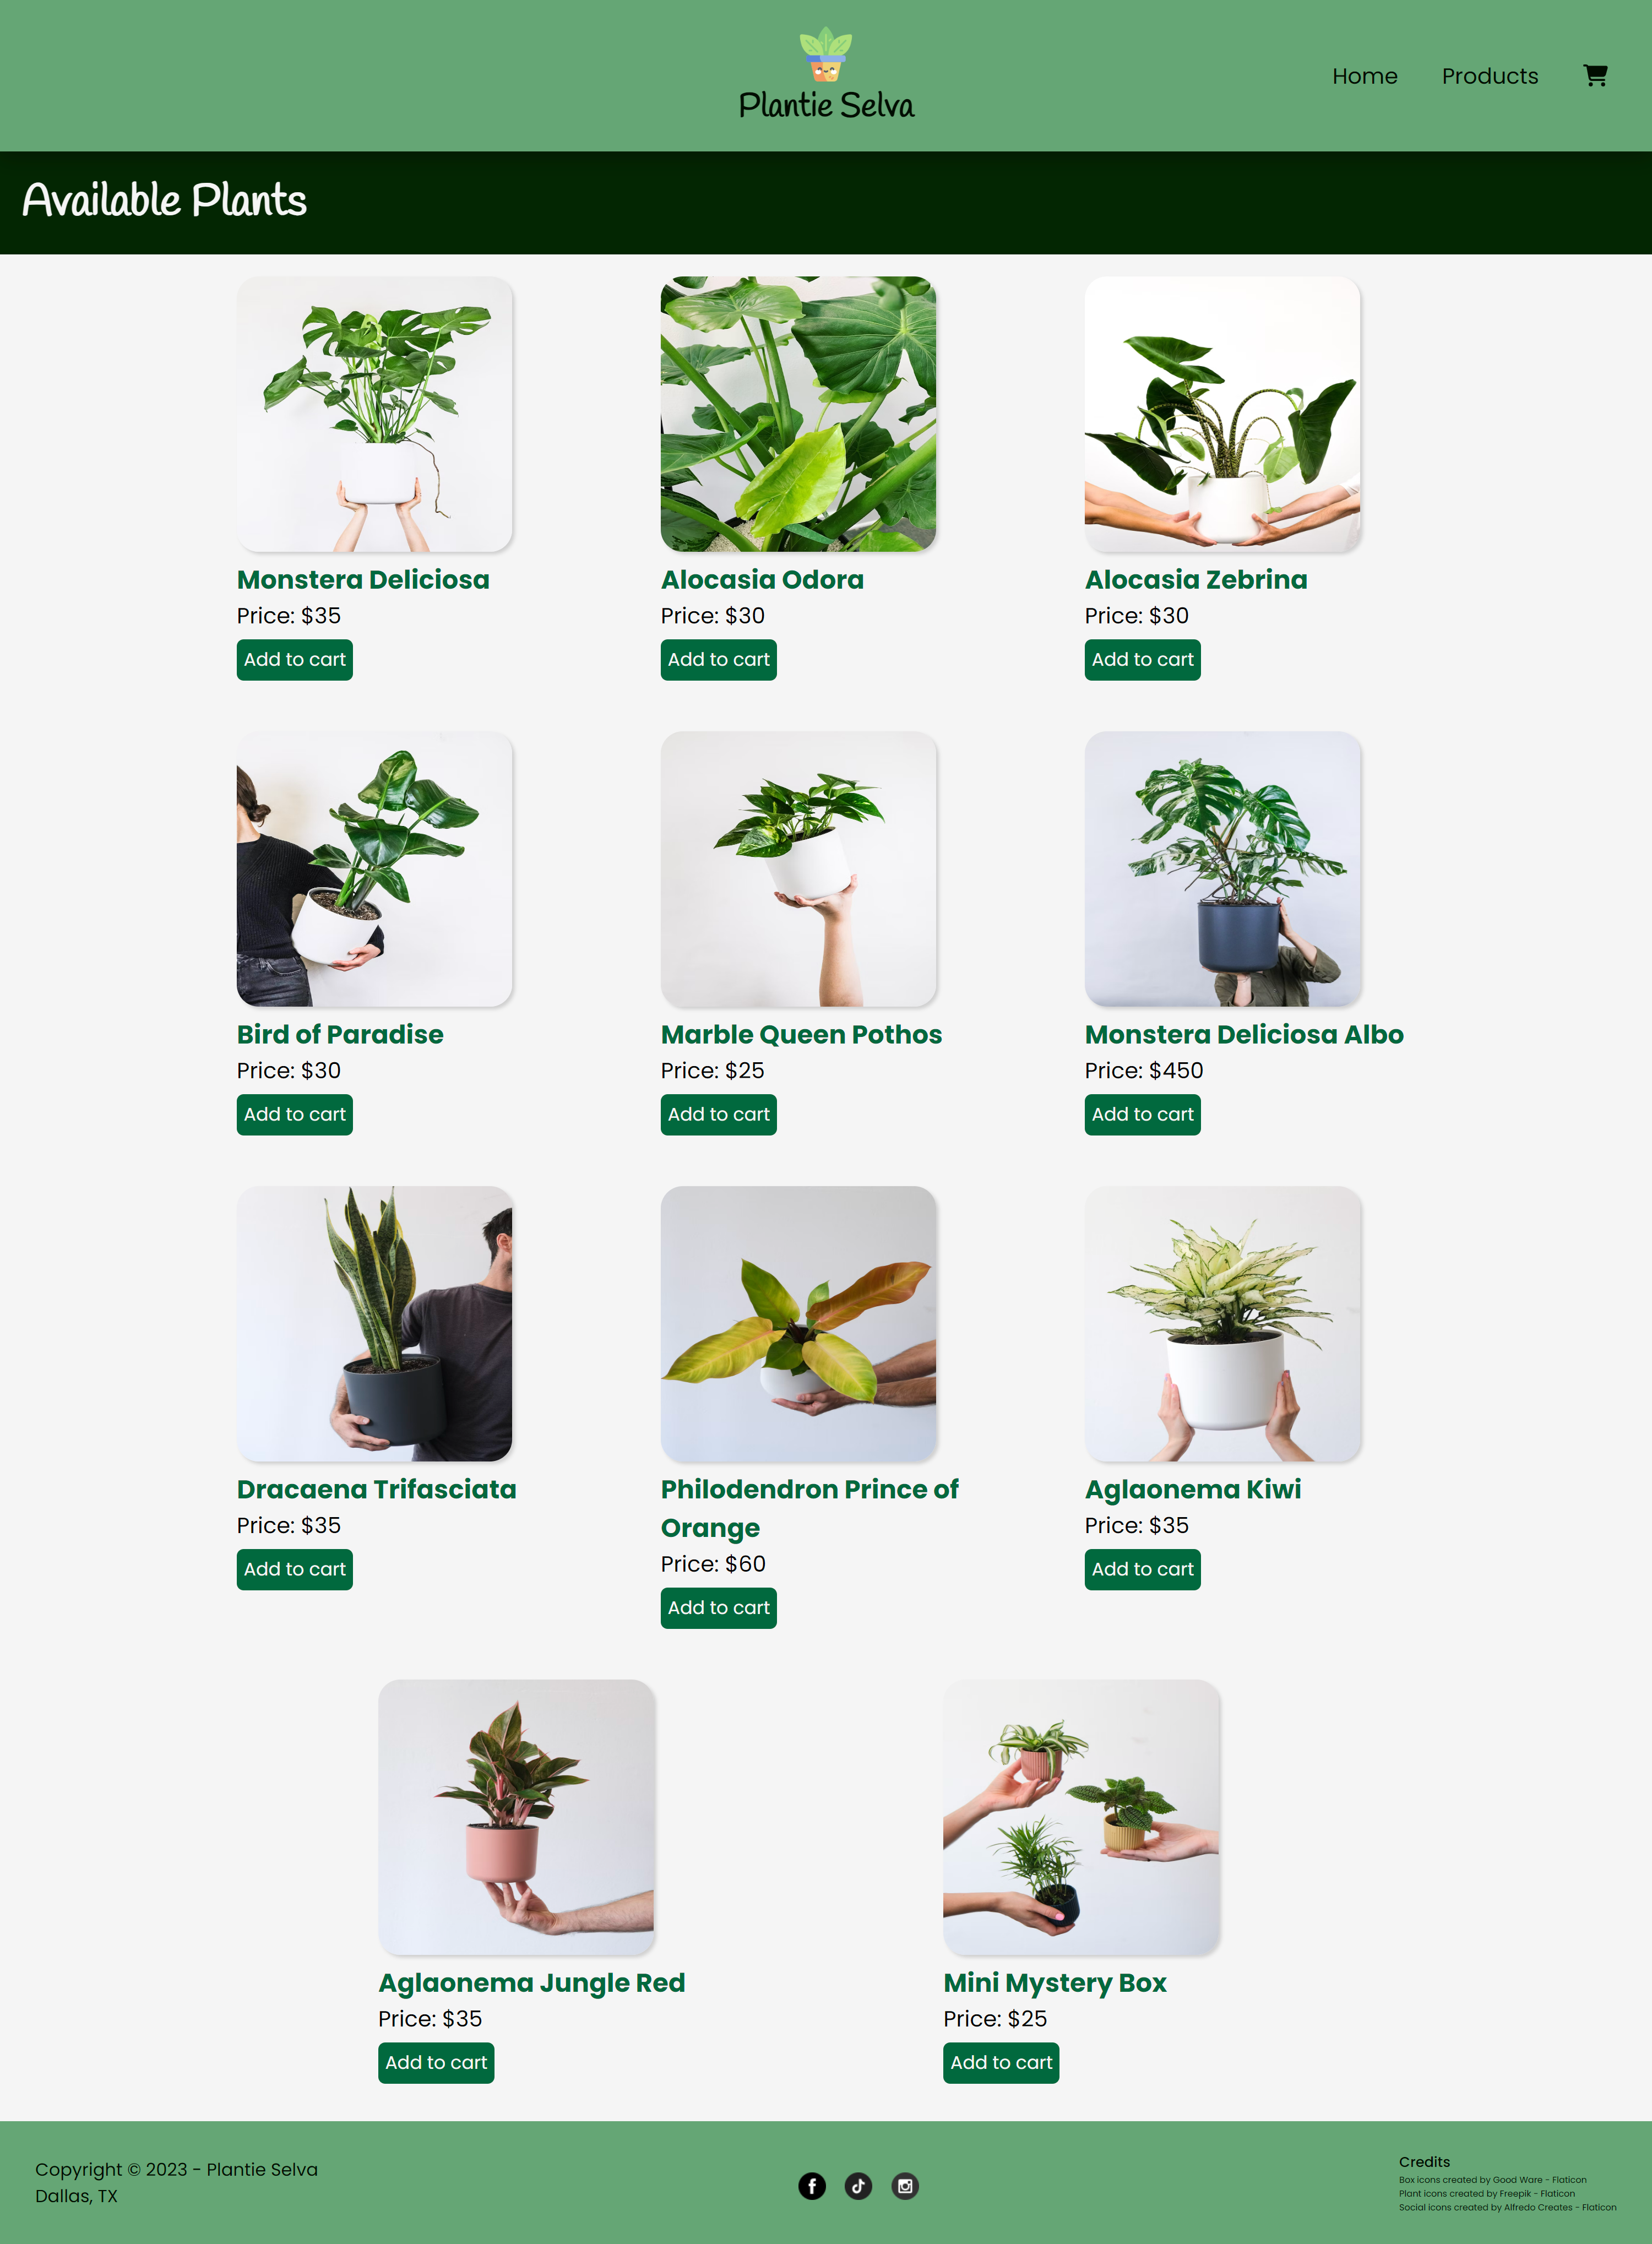 Plantie Selva
Home
Products
Available Plants
Monstera Deliciosa
Price: $35
Add to cart
Alocasia Odora
Price: $30
Add to cart
Alocasia Zebrina
Price: $30
Add to cart
Bird of Paradise
Price: $30
Add to cart
Marble Queen Pothos
Price: $25
Add to cart
Monstera Deliciosa Albo
Price: $450
Add to cart
Dracaena Trifasciata
Price: $35
Add to cart
Philodendron Prince of
Orange
Price: $60
Add to cart
Aglaonema Kiwi
Price: $35
Add to cart
Aglaonema Jungle Red
Price: $35
Add to cart
Mini Mystery Box
Price: $25
Add to cart
Copyright © 2023 - Plantie Selva
Dallas, TX
Credits
Box icons created by Good Ware - Flaticon
Plant icons created by Freepik - Flaticon
Social icons created by Alfredo Creates - Flaticon